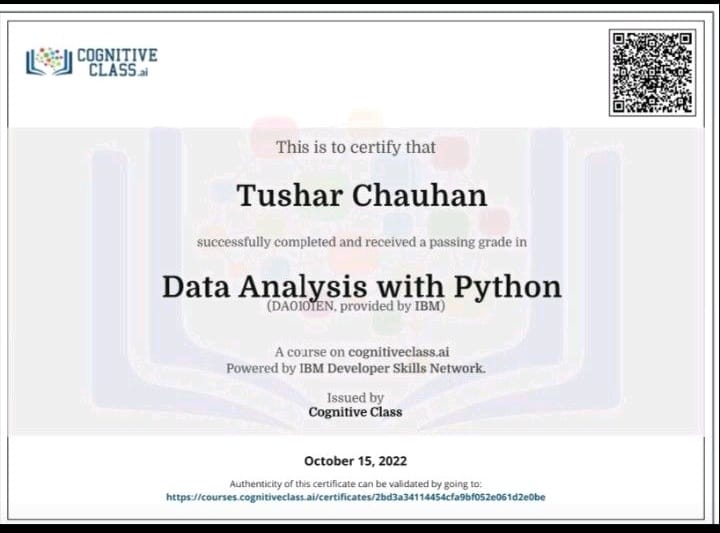 COGNITIVE
CLASS.ai
This is to certify that
Tushar Chauhan
successfully completed and received a passing grade in
Data Analysis with Python
(DA0101EN, provided by IBM)
A course on cognitiveclass.ai
Powered by IBM Developer Skills Network.
Issued by
Cognitive Class
October 15, 2022
Authenticity of this certificate can be validated by going to:
https://courses.cognitiveclass.ai/certificates/2bd3a34114454cfa9bf052e061d2e0be